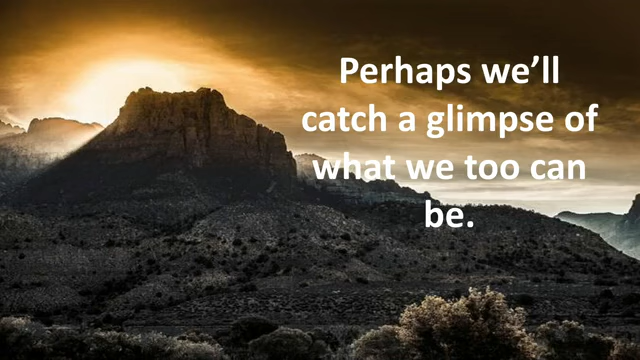 Perhaps we’ll
catch a glimpse of
what we too can
be.